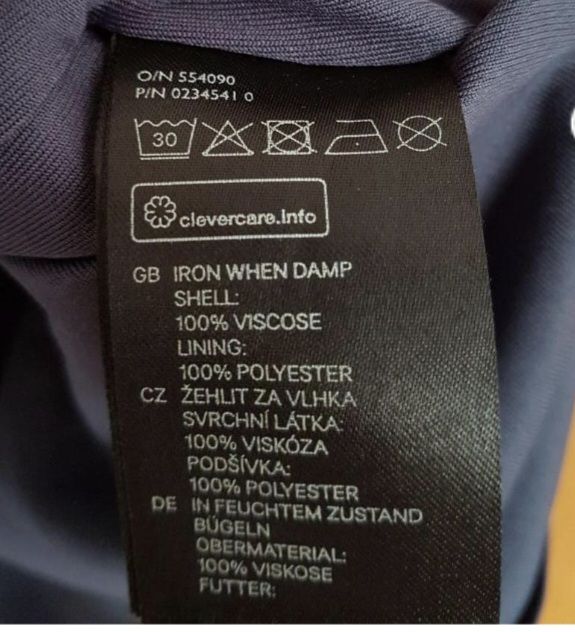 O/N 554090
P/N 0234541 0
30
clevercare.info
GB IRON WHEN DAMP
SHELL:
100% VISCOSE
LINING:
100% POLYESTER
CZ ŽEHLIT ZA VLHKA
SVRCHNÍ LÁTKA:
100% VISKÓZA
PODŠÍVKA:
100% POLYESTER
DE IN FEUCHTEM ZUSTAND
BÜGELN
OBERMATERIAL:
100% VISKOSE
FUTTER: